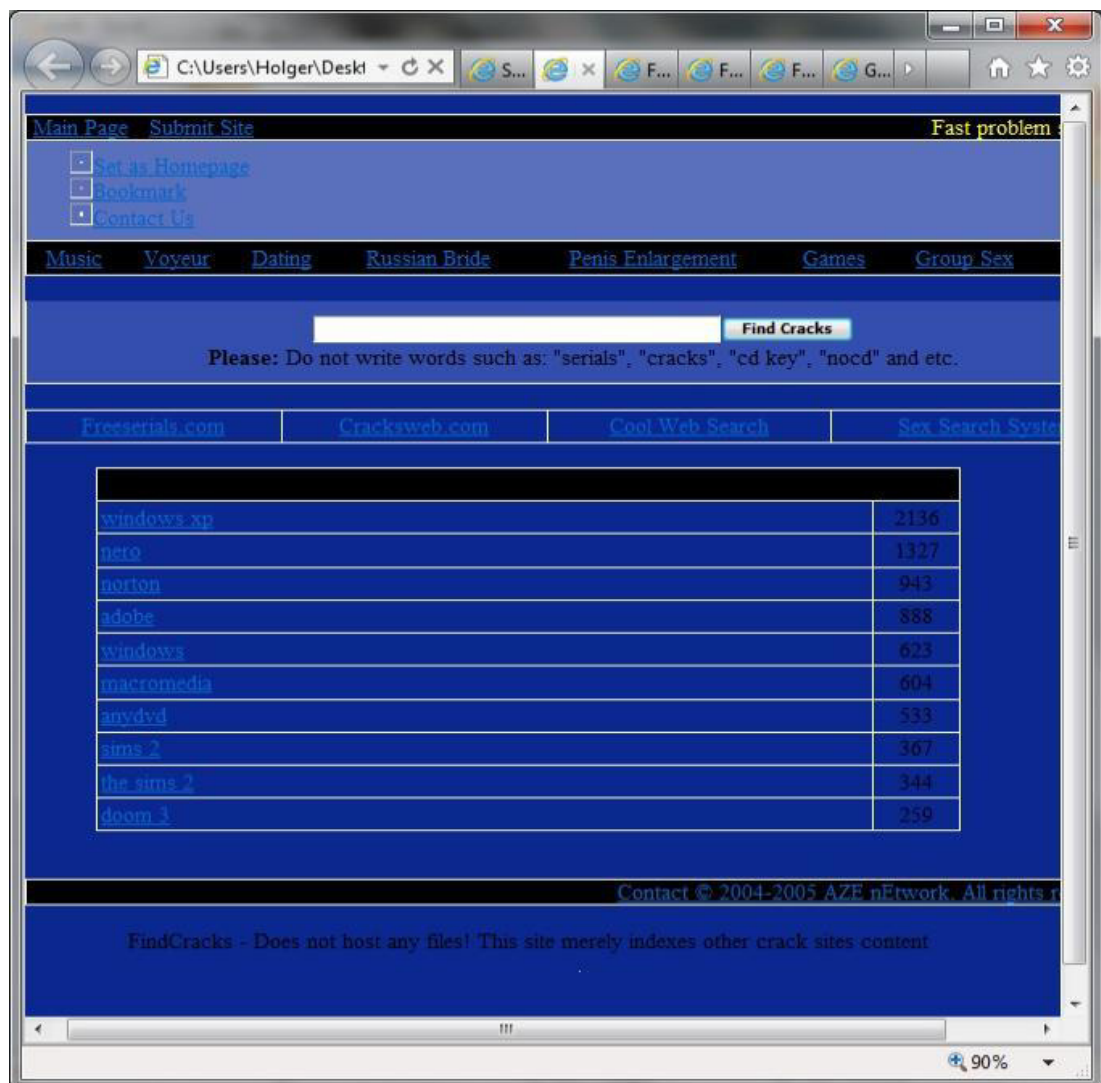 C:\Users\Holger\Deskt
S...
F...
F...
F...
G...
Main Page Submit Site Fast problem s
Set as Homepage
Bookmark
Contact Us
Music Voyeur Dating Russian Bride Penis Enlargement Games Group Sex
Find Cracks
Please: Do not write words such as: "serials", "cracks", "cd key", "nocd" and etc.
Freeserials.com Cracksweb.com Cool Web Search Sex Search Syste
windows xp 2136
nero 1327
norton 943
adobe 888
windows 623
macromedia 604
anydvd 533
sims 2 367
the sims 2 344
doom 3 259
Contact © 2004-2005 AZE nEtwork. All rights r
FindCracks - Does not host any files! This site merely indexes other crack sites content
.
90%